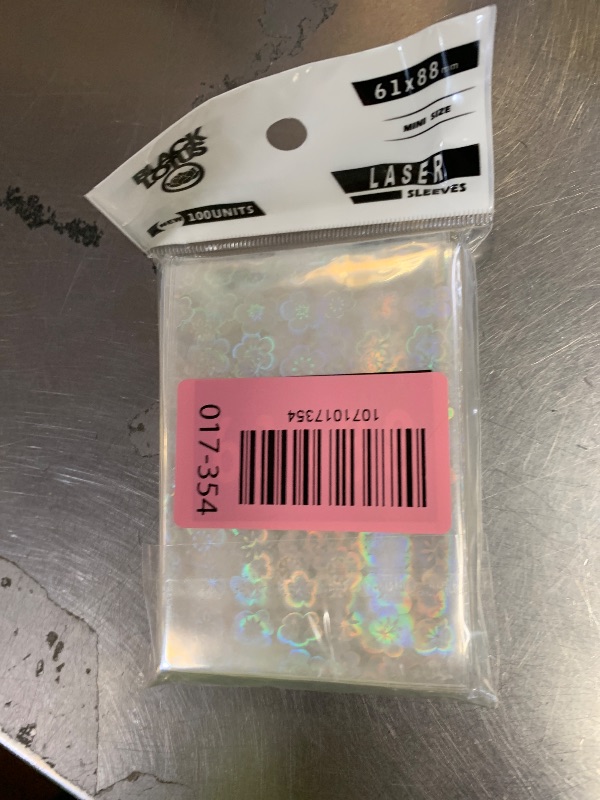 BLACK
LOTUS
100UNITS
61x88mm
MINI SIZE
LASER
SLEEVES
017-354
1071017354